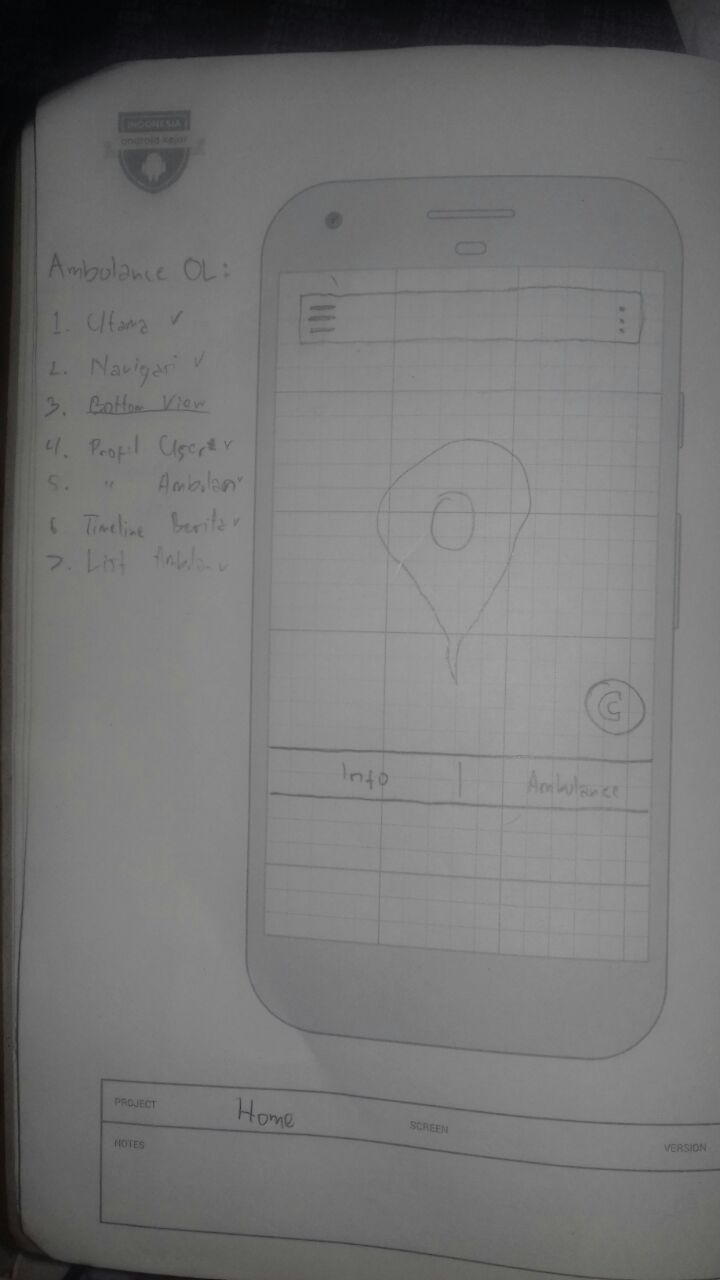 INDONESIA
android kejar
Ambulance OL:
1. Utama ✓
2. Navigasi ✓
3. Bottom View
4. Profil User ✓
5. " Ambulan ✓
6 Timeline Berita ✓
7. List Ambulan ✓
C
Info | Ambulance
PROJECT Home SCREEN VERSION
NOTES